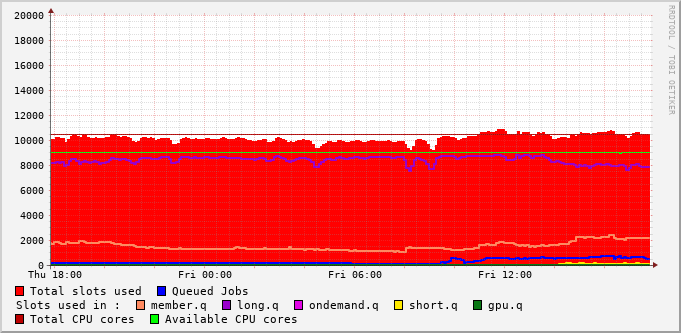 20000
18000
16000
14000
12000
10000
8000
6000
4000
2000
0
Thu 18:00 Fri 00:00 Fri 06:00 Fri 12:00
RRDTOOL / TOBI OETIKER
Total slots used Queued Jobs
Slots used in : member.q long.q ondemand.q short.q gpu.q
Total CPU cores Available CPU cores